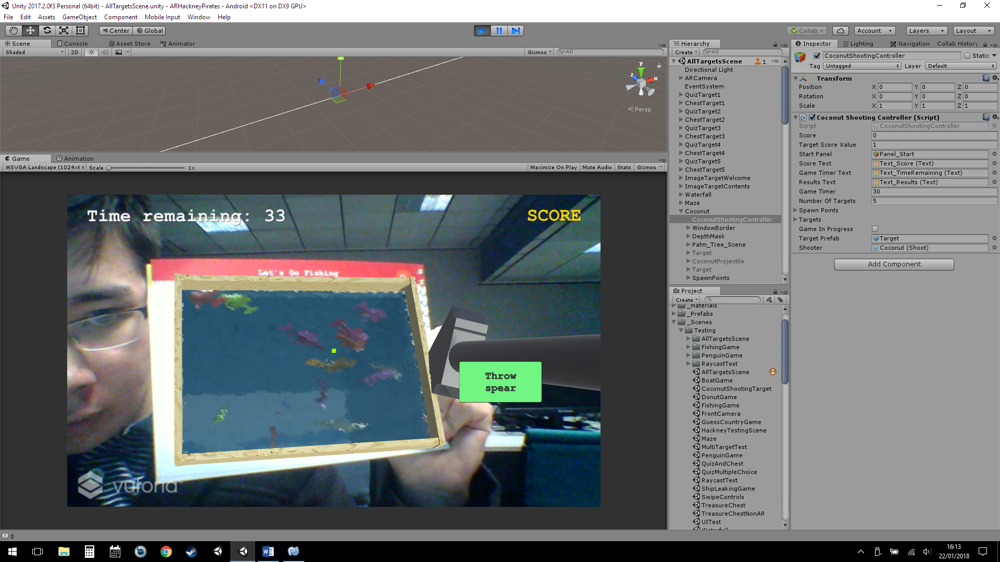 Unity 2017.2.0f3 Personal (64bit) - AllTargetsScene.unity - ARHackneyPirates - Android <DX11 on DX9 GPU>
File Edit Assets GameObject Component Mobile Input Window Help
Center Global Collab Account Layers Layout
Scene Console Asset Store Animator
Shaded 2D Gizmos All
y
z x
Persp
Game Animation
WSVGA Landscape (1024x6 Scale 1x Maximize On Play Mute Audio Stats Gizmos
Time remaining: 33 SCORE
Let's Go Fishing
Throw
spear
vuforia
Hierarchy
Create All
AllTargetsScene 1
Directional Light
ARCamera
EventSystem
QuizTarget1
ChestTarget1
QuizTarget2
ChestTarget2
QuizTarget3
ChestTarget3
QuizTarget4
ChestTarget4
QuizTarget5
ChestTarget5
ImageTargetWelcome
ImageTargetContents
Waterfall
Maze
Coconut
CoconutShootingController
WindowBorder
DepthMask
Palm_Tree_Scene
Target
CoconutProjectile
Target
SpawnPoints
Project
Create
_Materials
_Prefabs
_Scenes
Testing
AllTargetsScene
FishingGame
PenguinGame
RaycastTest
AllTargetsScene
BoatGame
CoconutShootingTarget
DonutGame
FishingGame
FrontCamera
GuessCountryGame
HackneyTestingScene
Maze
MultiTargetTest
PenguinGame
QuizAndChest
QuizMultipleChoice
RaycastTest
ShipLeakingGame
SwipeControls
TreasureChest
TreasureChestNonAR
UITest
Waterfall
Inspector Lighting Navigation Collab History
CoconutShootingController Static
Tag Untagged Layer Default
Transform
Position X 0 Y 0 Z 0
Rotation X 0 Y 0 Z 0
Scale X 1 Y 1 Z 1
Coconut Shooting Controller (Script)
Script CoconutShootingController
Score 0
Target Score Value 1
Start Panel Panel_Start
Score Text Text_Score (Text)
Game Timer Text Text_TimeRemaining (Text)
Results Text Text_Results (Text)
Game Timer 30
Number Of Targets 5
Spawn Points
Targets
Game In Progress
Target Prefab Target
Shooter Coconut (Shoot)
Add Component
0
16:13
22/01/2018